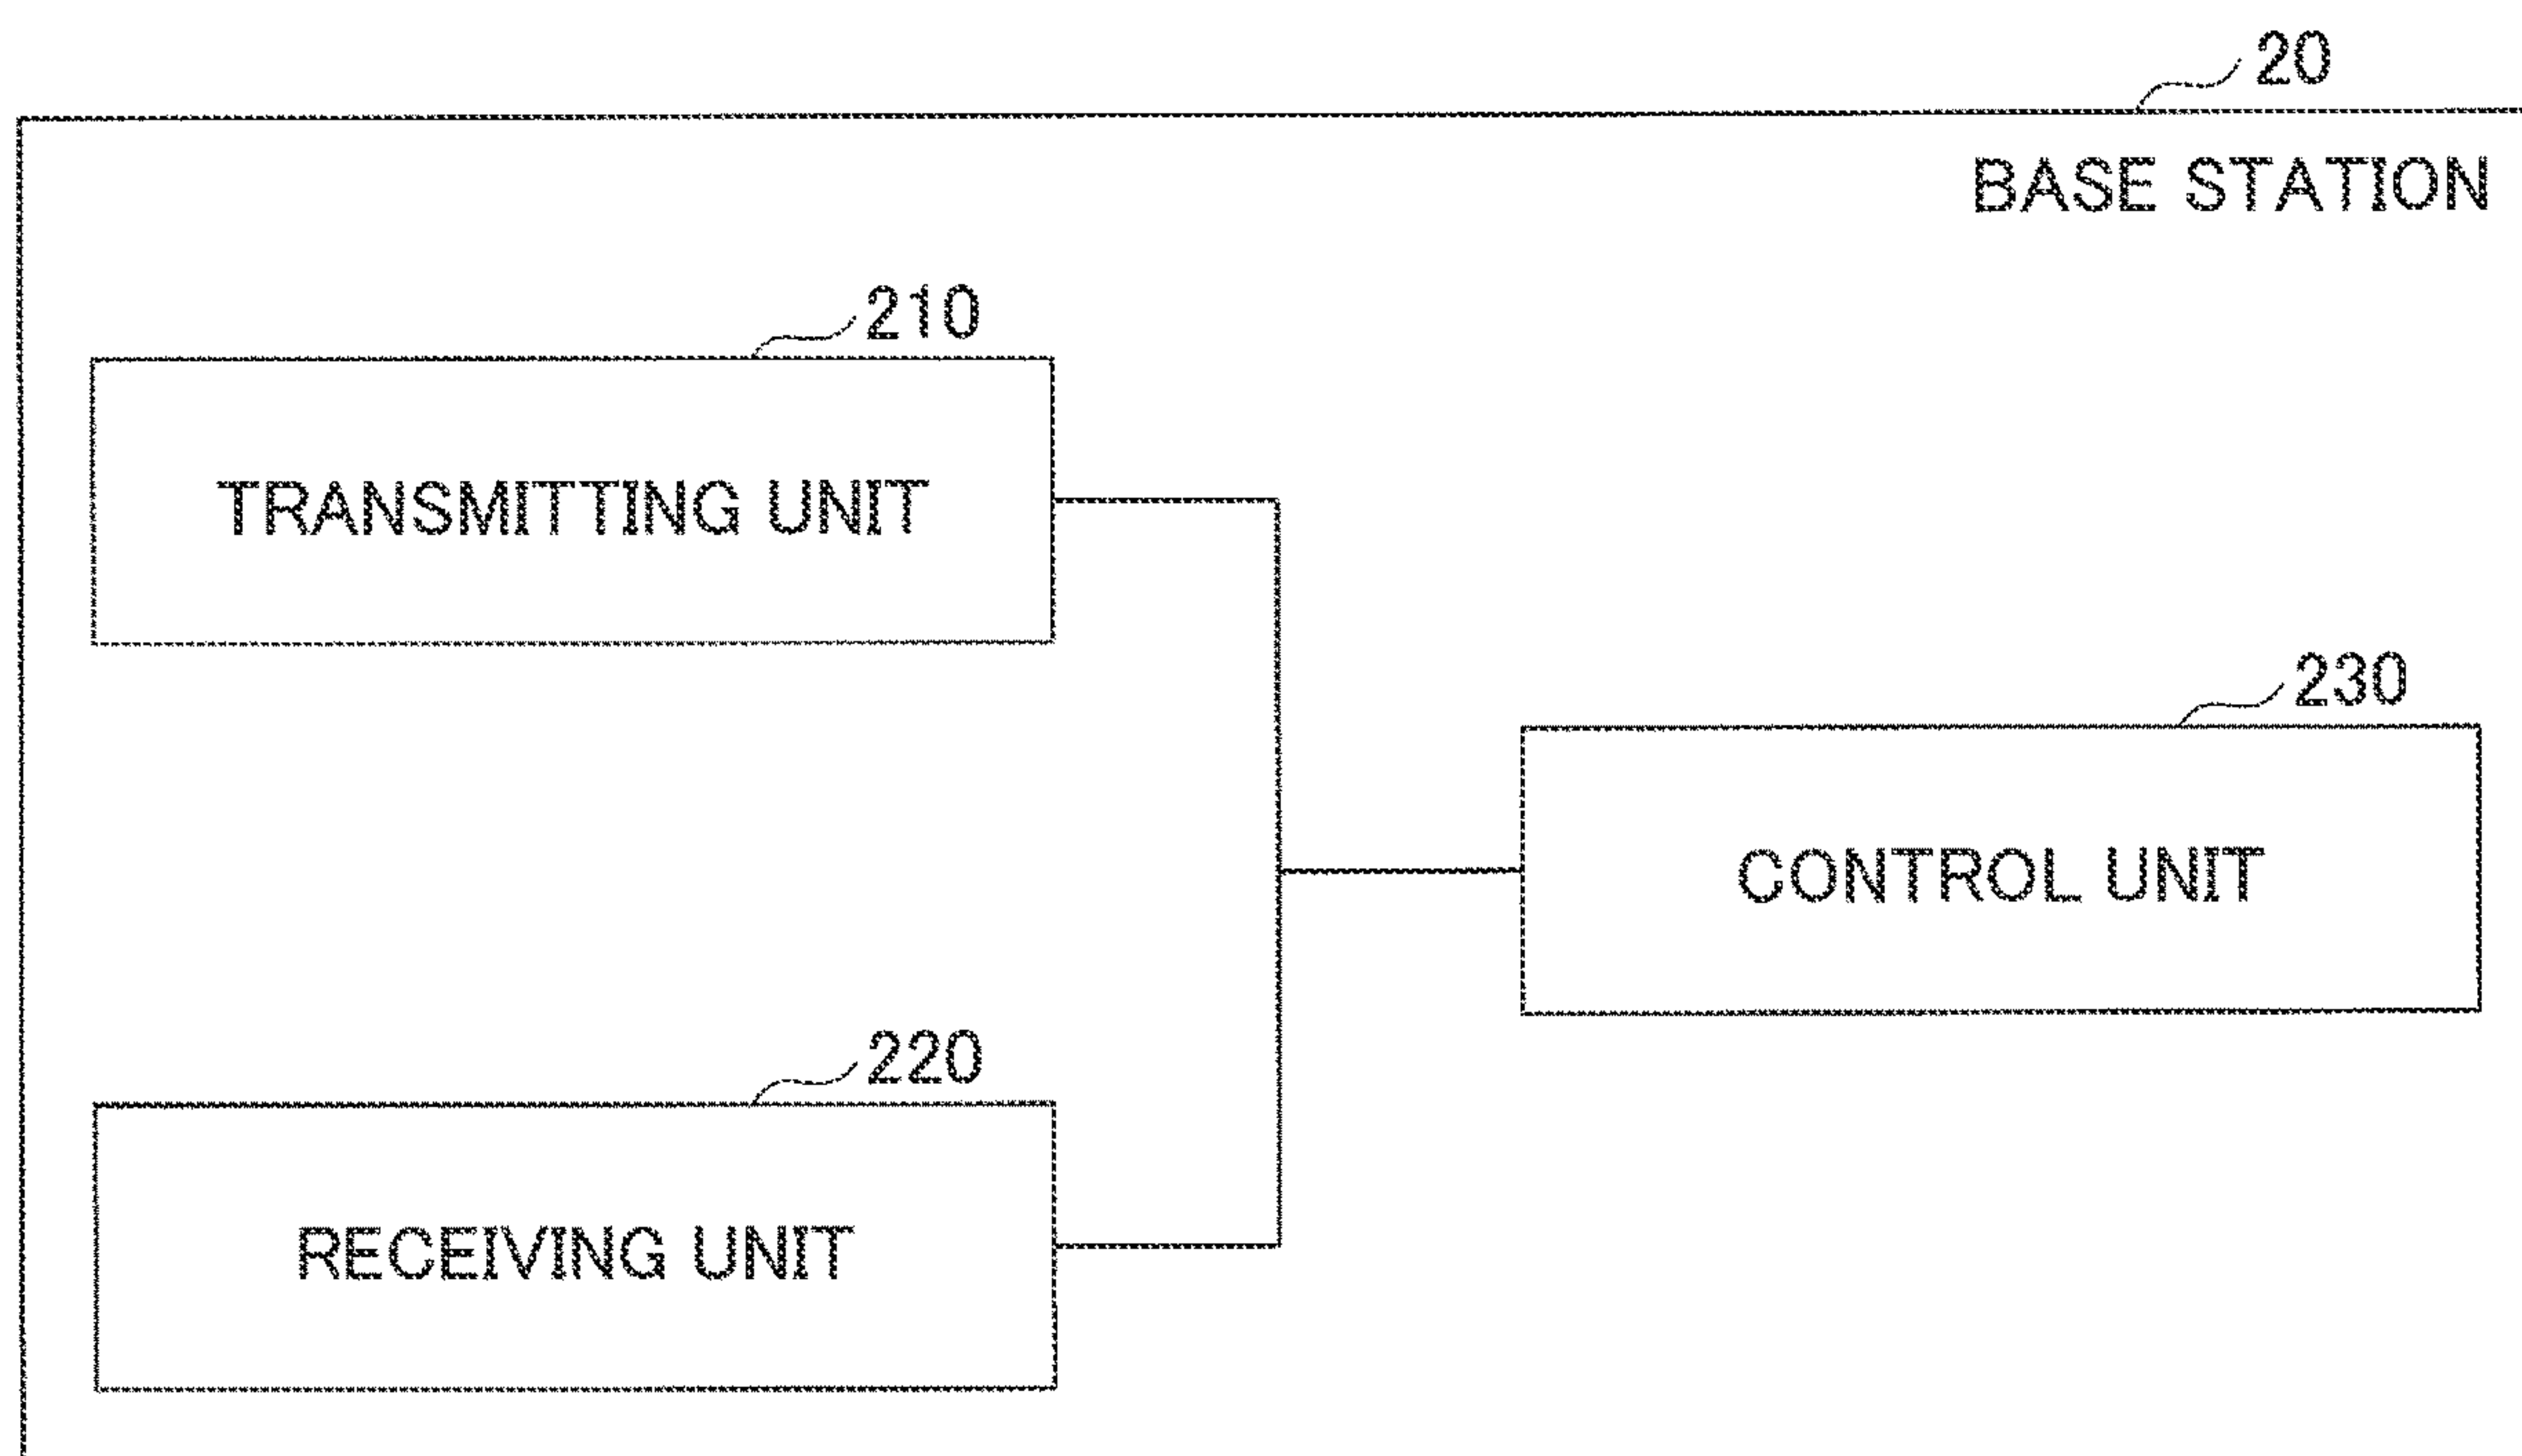 20
BASE STATION
210
TRANSMITTING UNIT
230
CONTROL UNIT
220
RECEIVING UNIT